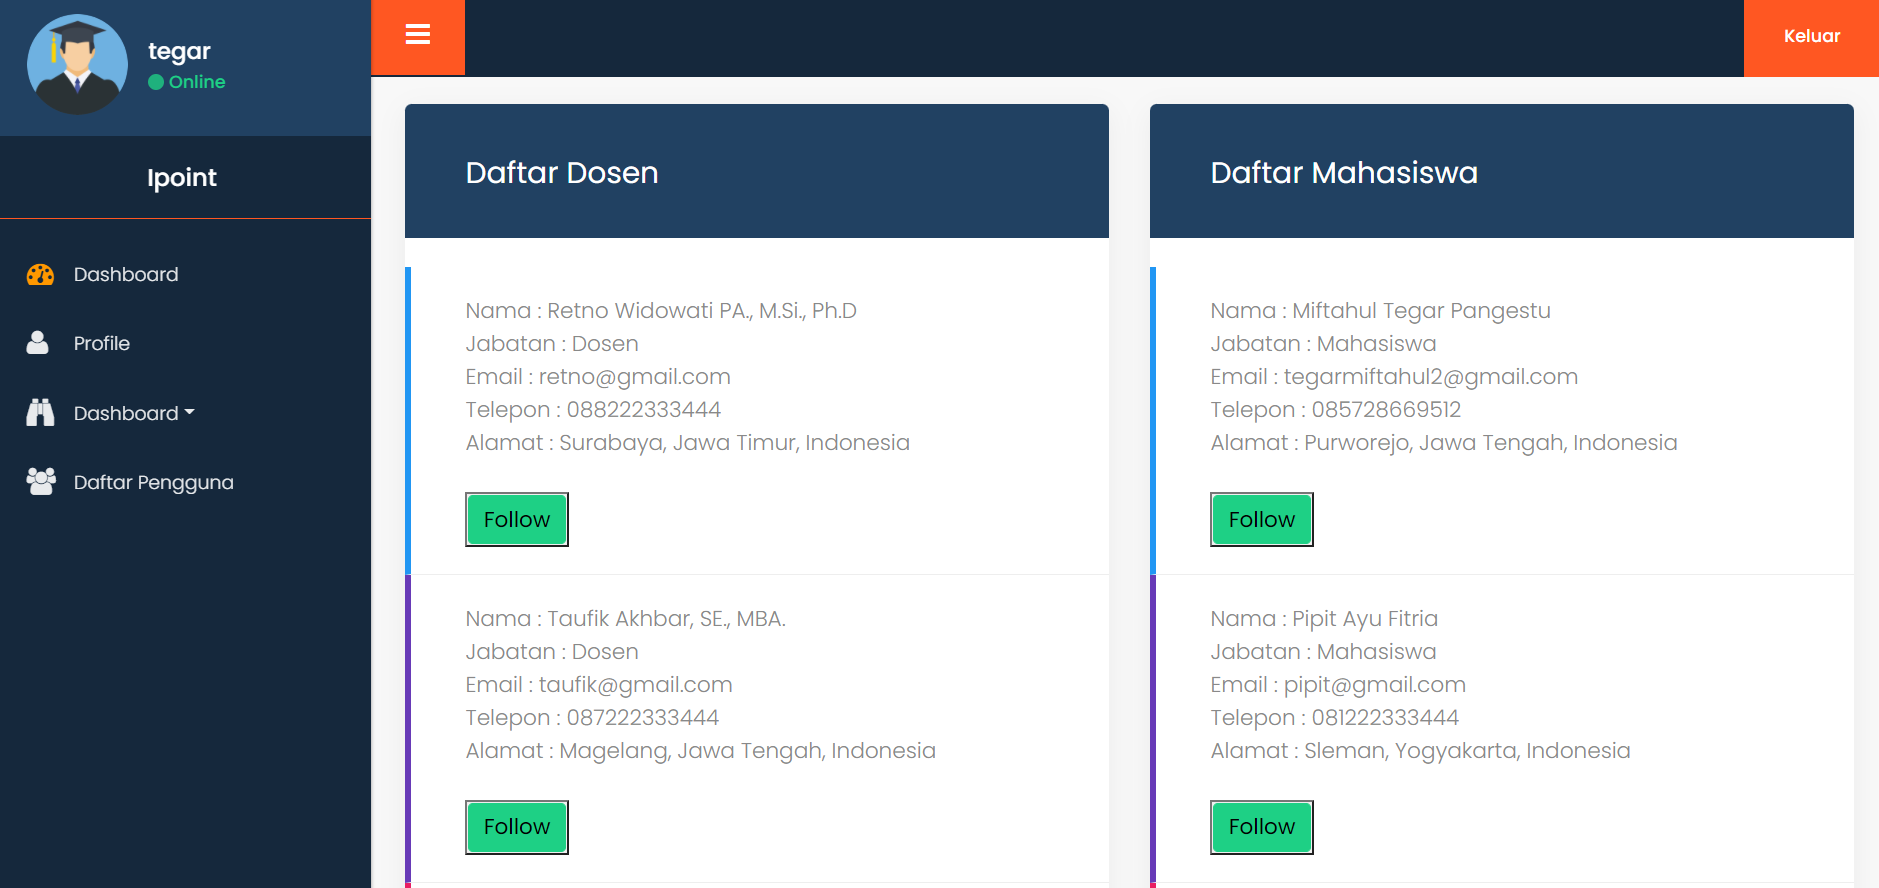 tegar
Online
Ipoint
Dashboard
Profile
Dashboard
Daftar Pengguna
Keluar
Daftar Dosen
Nama : Retno Widowati PA., M.Si., Ph.D
Jabatan : Dosen
Email : retno@gmail.com
Telepon : 088222333444
Alamat : Surabaya, Jawa Timur, Indonesia
Follow
Nama : Taufik Akhbar, SE., MBA.
Jabatan : Dosen
Email : taufik@gmail.com
Telepon : 087222333444
Alamat : Magelang, Jawa Tengah, Indonesia
Follow
Daftar Mahasiswa
Nama : Miftahul Tegar Pangestu
Jabatan : Mahasiswa
Email : tegarmiftahul2@gmail.com
Telepon : 085728669512
Alamat : Purworejo, Jawa Tengah, Indonesia
Follow
Nama : Pipit Ayu Fitria
Jabatan : Mahasiswa
Email : pipit@gmail.com
Telepon : 081222333444
Alamat : Sleman, Yogyakarta, Indonesia
Follow